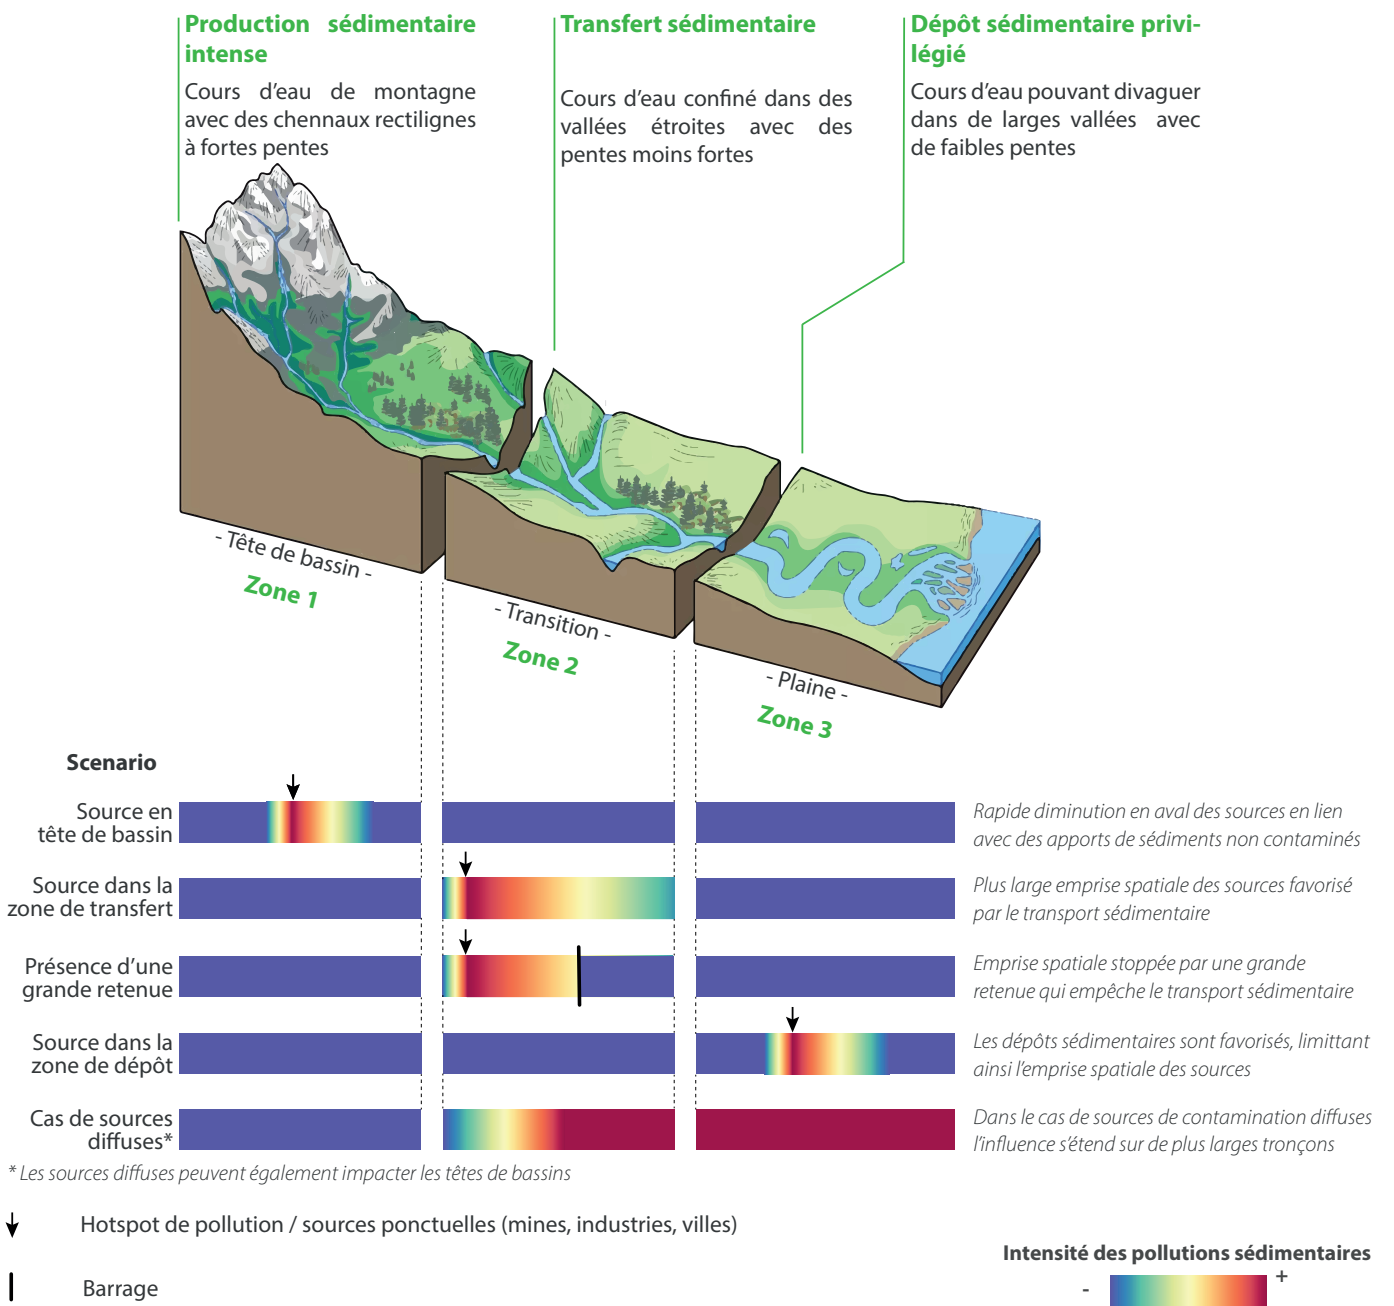 Production sédimentaire
intense
Cours d'eau de montagne
avec des chennaux rectilignes
à fortes pentes
Transfert sédimentaire
Cours d'eau confiné dans des
vallées étroites avec des
pentes moins fortes
Dépôt sédimentaire privi-
légié
Cours d'eau pouvant divaguer
dans de larges vallées avec
de faibles pentes
- Tête de bassin -
Zone 1
- Transition -
Zone 2
- Plaine -
Zone 3
Scenario
Source en
tête de bassin
Rapide diminution en aval des sources en lien
avec des apports de sédiments non contaminés
Source dans la
zone de transfert
Plus large emprise spatiale des sources favorisé
par le transport sédimentaire
Présence d'une
grande retenue
Emprise spatiale stoppée par une grande
retenue qui empêche le transport sédimentaire
Source dans la
zone de dépôt
Les dépôts sédimentaires sont favorisés, limittant
ainsi l'emprise spatiale des sources
Cas de sources
diffuses*
Dans le cas de sources de contamination diffuses
l'influence s'étend sur de plus larges tronçons
* Les sources diffuses peuvent également impacter les têtes de bassins
Hotspot de pollution / sources ponctuelles (mines, industries, villes)
Barrage
Intensité des pollutions sédimentaires
- +